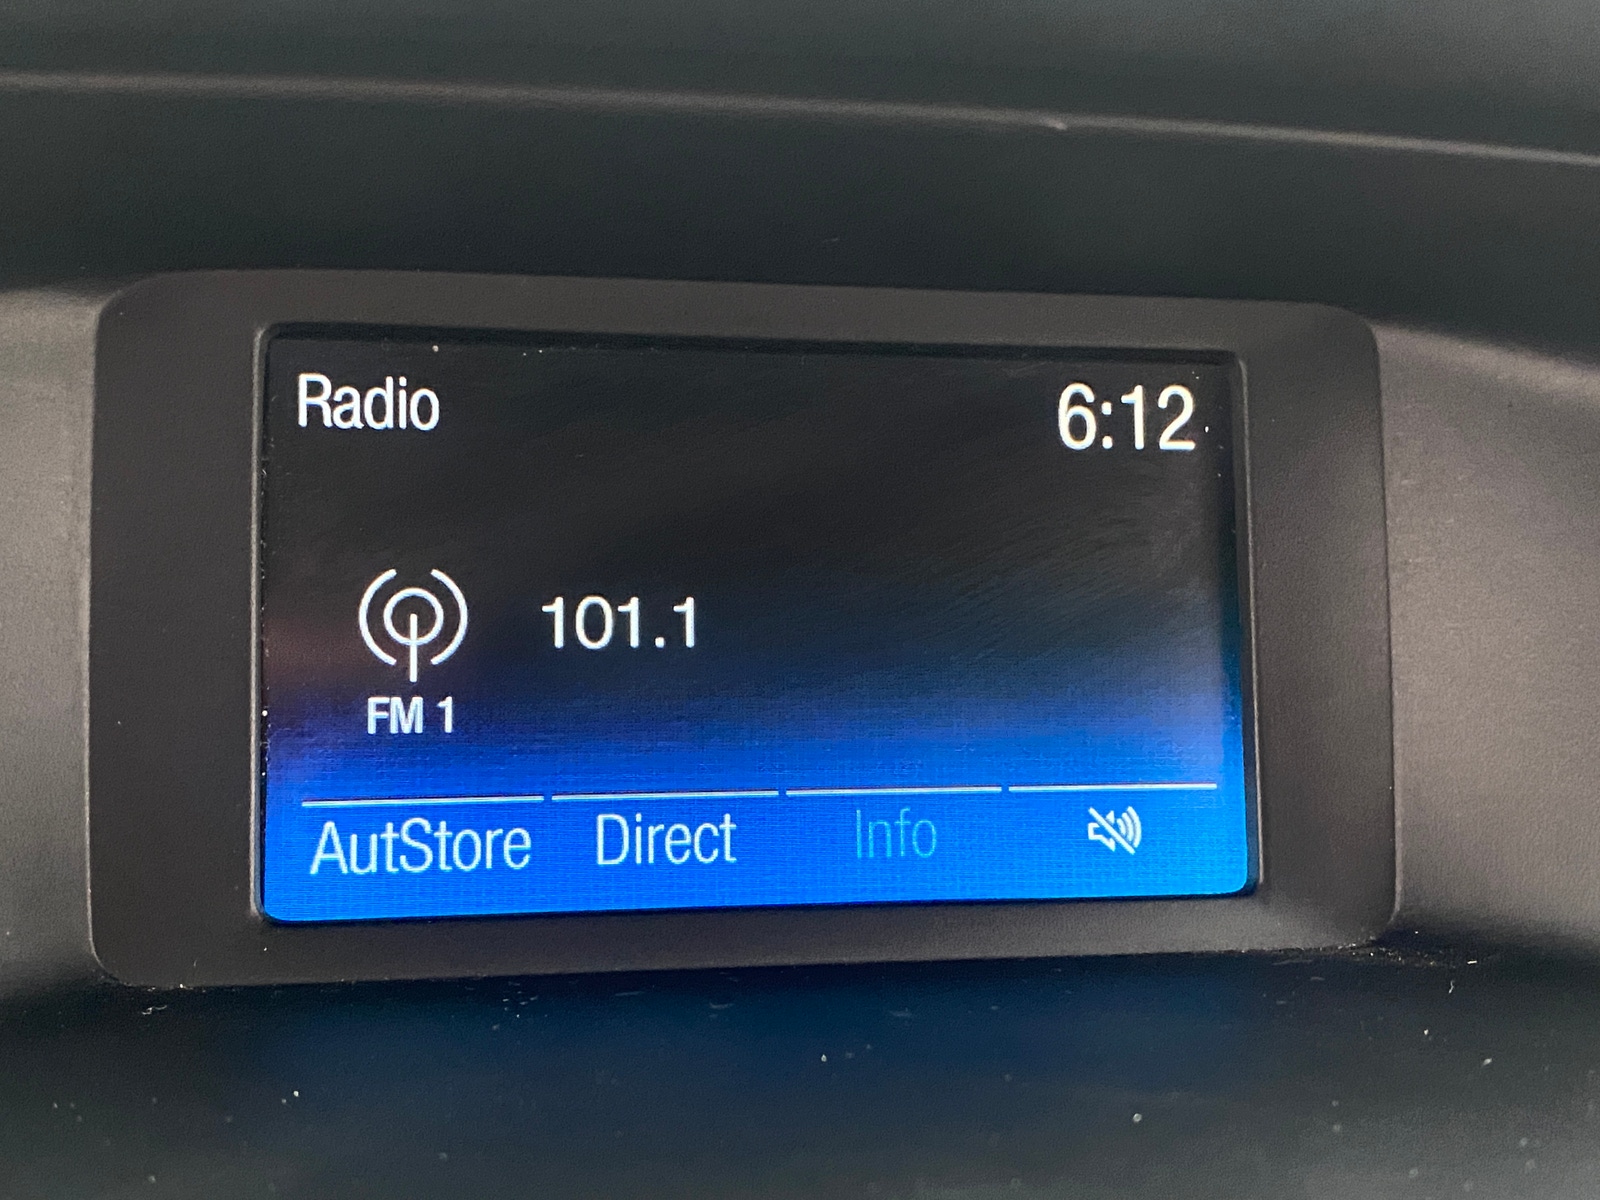 Radio 6:12
101.1
FM 1
AutStore Direct Info